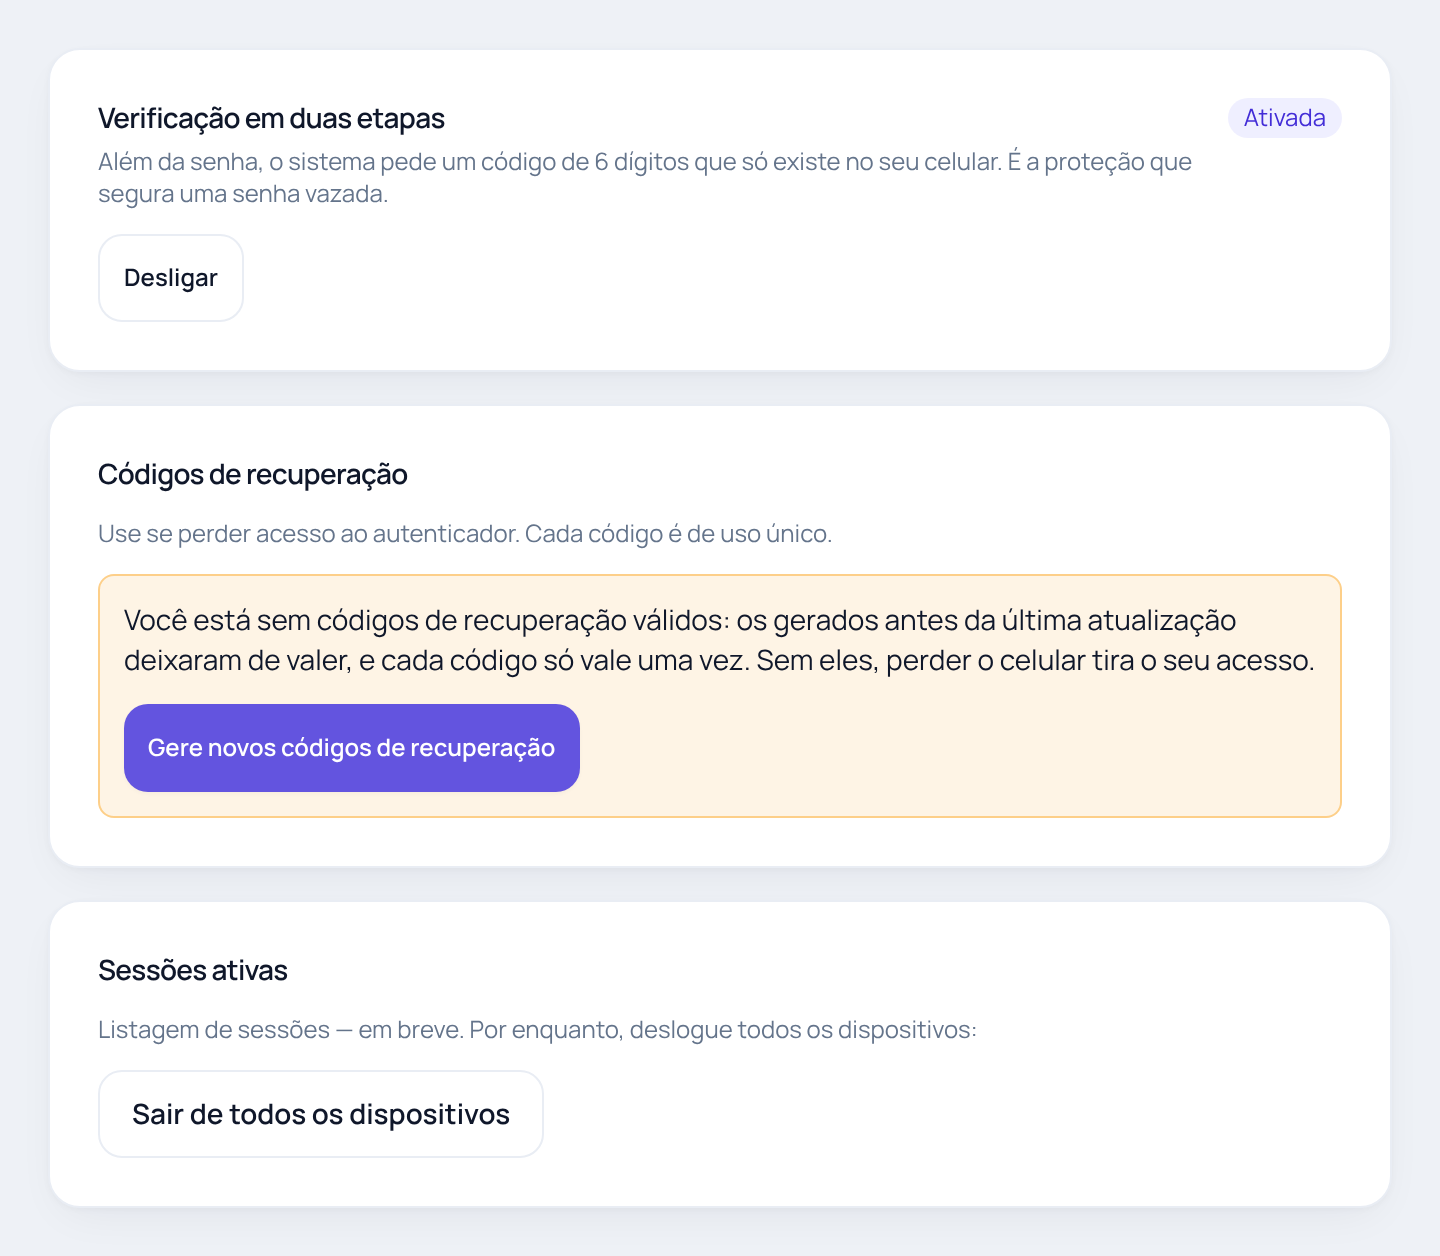 Verificação em duas etapas
Ativada
Além da senha, o sistema pede um código de 6 dígitos que só existe no seu celular. É a proteção que
segura uma senha vazada.
Desligar
Códigos de recuperação
Use se perder acesso ao autenticador. Cada código é de uso único.
Você está sem códigos de recuperação válidos: os gerados antes da última atualização
deixaram de valer, e cada código só vale uma vez. Sem eles, perder o celular tira o seu acesso.
Gere novos códigos de recuperação
Sessões ativas
Listagem de sessões — em breve. Por enquanto, deslogue todos os dispositivos:
Sair de todos os dispositivos